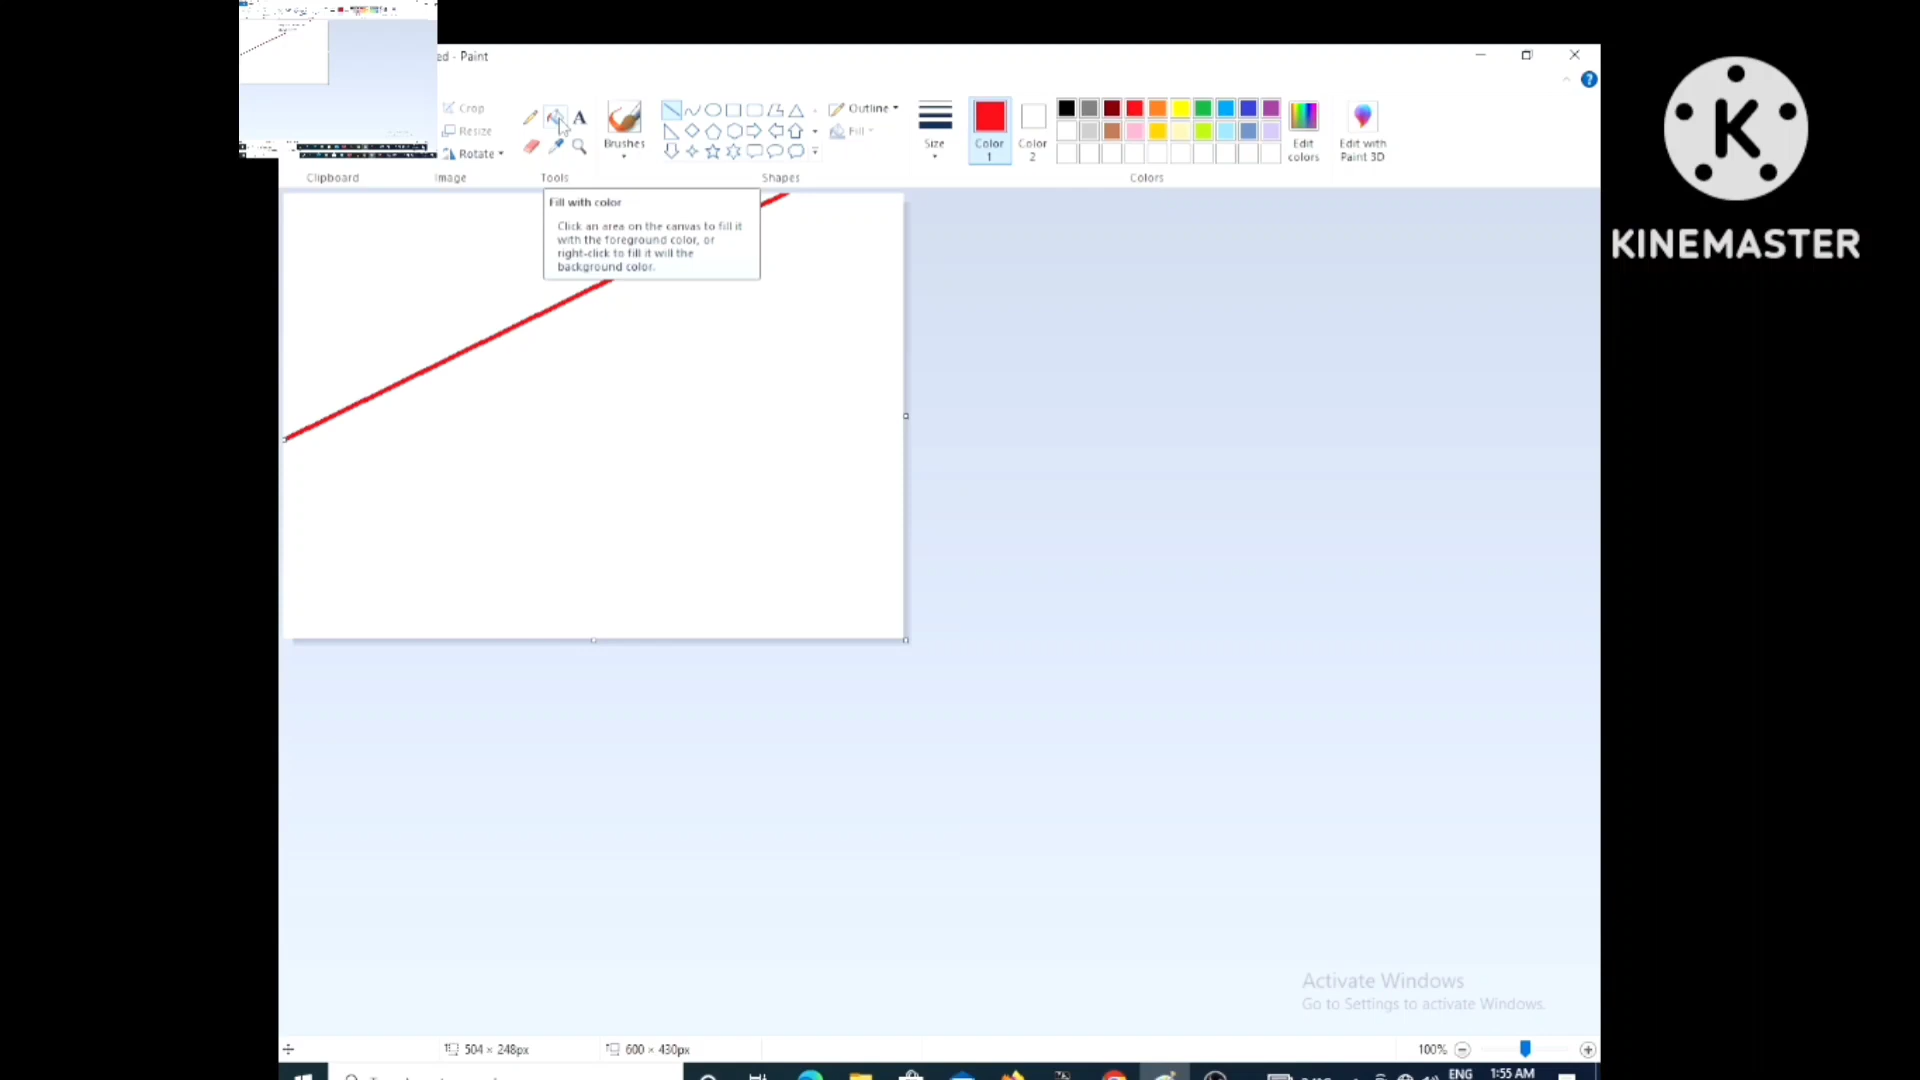 ed - Paint
Crop
Resize
Rotate
Clipboard
Image
A
Tools
Brushes
Outline
Fill
Shapes
Size
Color
1
Color
2
Edit
colors
Edit with
Paint 3D
Colors
?
K
KINEMASTER
Fill with color
Click an area on the canvas to fill it
with the foreground color, or
right-click to fill it will the
background color.
Activate Windows
Go to Settings to activate Windows.
504 × 248px
600 × 430px
100%
ENG
1:55 AM